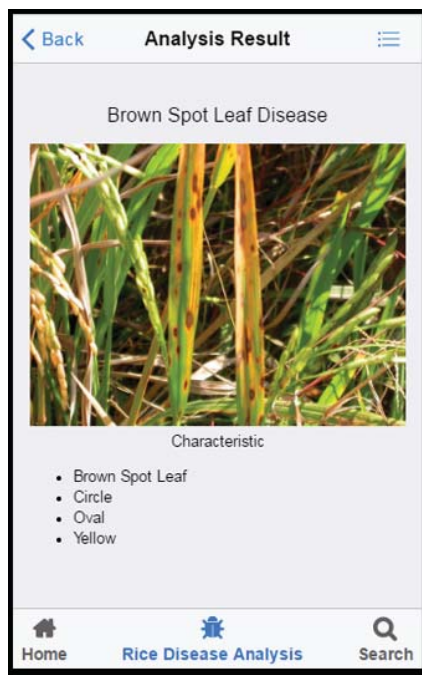 Back Analysis Result
Brown Spot Leaf Disease
Characteristic
• Brown Spot Leaf
• Circle
• Oval
• Yellow
Home Rice Disease Analysis Search